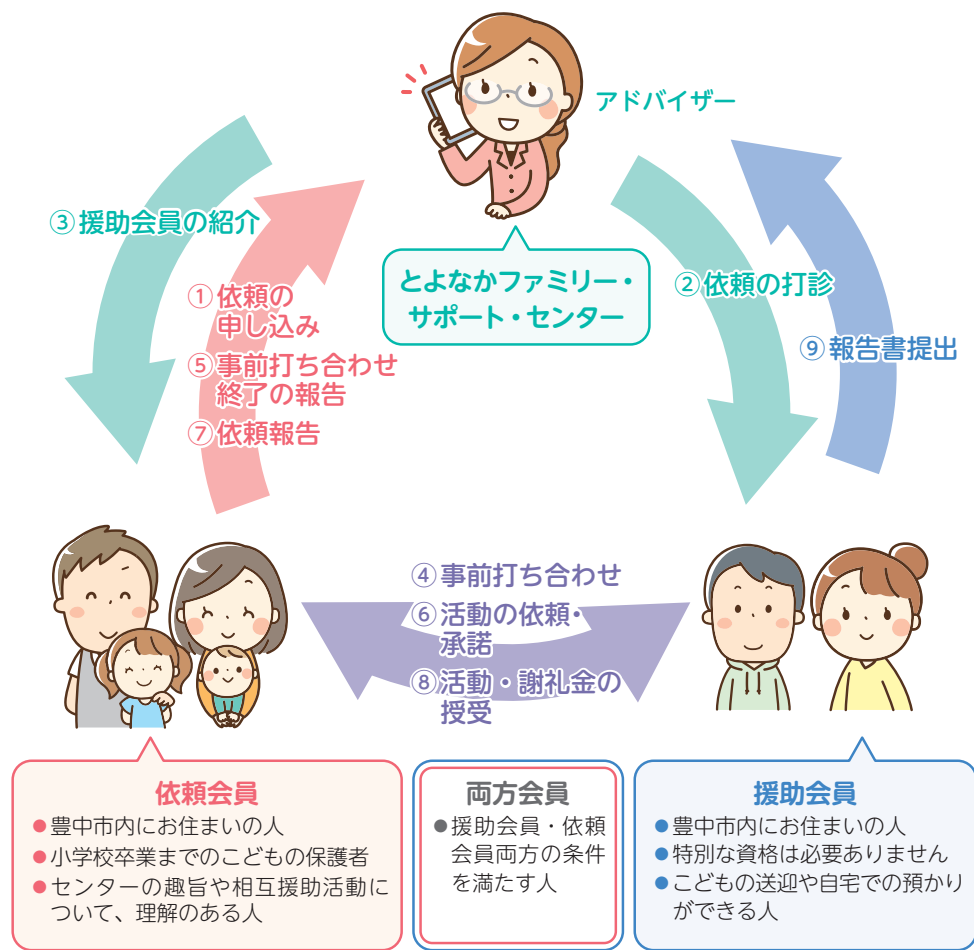 アドバイザー
とよなかファミリー・
サポート・センター
③援助会員の紹介
①依頼の
申し込み
⑤事前打ち合わせ
終了の報告
⑦依頼報告
②依頼の打診
⑨報告書提出
④事前打ち合わせ
⑥活動の依頼・
承諾
⑧活動・謝礼金の
授受
依頼会員
●豊中市内にお住まいの人
●小学校卒業までのこどもの保護者
●センターの趣旨や相互援助活動に
ついて、理解のある人
両方会員
●援助会員・依頼
会員両方の条件
を満たす人
援助会員
●豊中市内にお住まいの人
●特別な資格は必要ありません
●こどもの送迎や自宅での預かり
ができる人